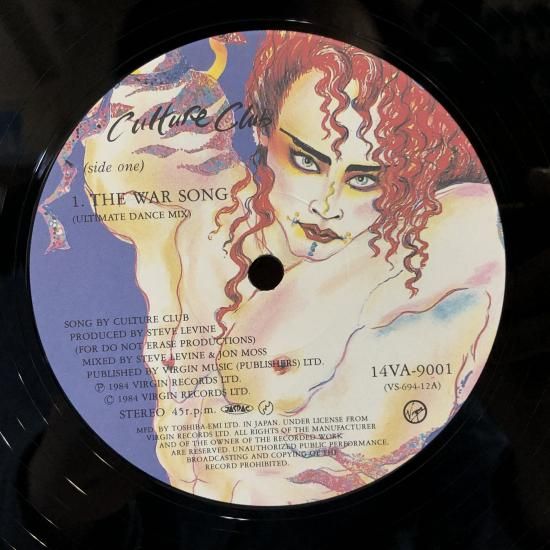 Culture Club
(side one)
1. THE WAR SONG
(ULTIMATE DANCE MIX)
SONG BY CULTURE CLUB
PRODUCED BY STEVE LEVINE
(FOR DO NOT ERASE PRODUCTIONS)
MIXED BY STEVE LEVINE & JON MOSS
PUBLISHED BY VIRGIN MUSIC (PUBLISHERS) LTD.
℗ 1984 VIRGIN RECORDS LTD.
© 1984 VIRGIN RECORDS LTD.
STEREO 45r.p.m. JASRAC
14VA-9001
(VS-694-12A)
Virgin
MFD. BY TOSHIBA-EMI LTD. IN JAPAN. UNDER LICENSE FROM
VIRGIN RECORDS LTD. ALL RIGHTS OF THE MANUFACTURER
AND OF THE OWNER OF THE RECORDED WORK
ARE RESERVED. UNAUTHORIZED PUBLIC PERFORMANCE,
BROADCASTING AND COPYING OF THE
RECORD PROHIBITED.